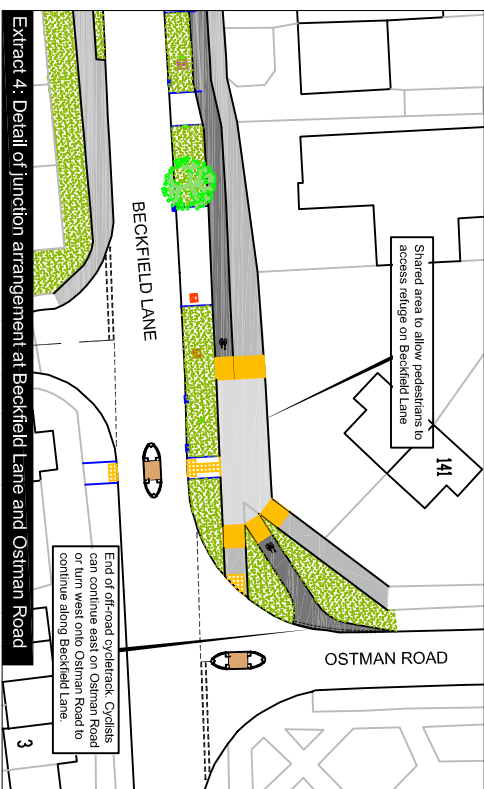 Extract 4: Detail of junction arrangement at Beckfield Lane and Ostman Road
BECKFIELD LANE
Shared area to allow pedestrians to
access refuge on Beckfield Lane
141
OSTMAN ROAD
End of off-road cycletrack. Cyclists
can continue east on Ostman Road
or turn west onto Ostman Road to
continue along Beckfield Lane.
3